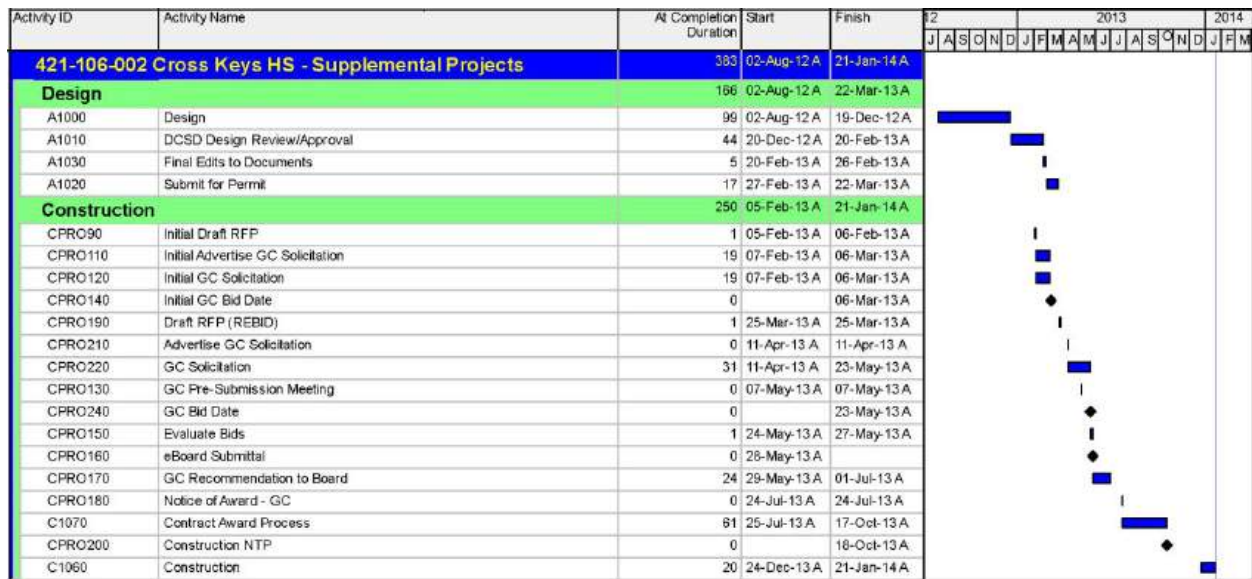 Activity ID Activity Name At Completion Start Finish 12 2013 2014
Duration J A S O N D J F M A M J J A S O N D J F M
421-106-002 Cross Keys HS - Supplemental Projects 383 02-Aug-12 A 21-Jan-14 A
Design 166 02-Aug-12 A 22-Mar-13 A
A1000 Design 99 02-Aug-12 A 19-Dec-12 A
A1010 DCSD Design Review/Approval 44 20-Dec-12 A 20-Feb-13 A
A1030 Final Edits to Documents 5 20-Feb-13 A 26-Feb-13 A
A1020 Submit for Permit 17 27-Feb-13 A 22-Mar-13 A
Construction 250 05-Feb-13 A 21-Jan-14 A
CPRO90 Initial Draft RFP 1 05-Feb-13 A 06-Feb-13 A
CPRO110 Initial Advertise GC Solicitation 19 07-Feb-13 A 06-Mar-13 A
CPRO120 Initial GC Solicitation 19 07-Feb-13 A 06-Mar-13 A
CPRO140 Initial GC Bid Date 0 06-Mar-13 A
CPRO190 Draft RFP (REBID) 1 25-Mar-13 A 25-Mar-13 A
CPRO210 Advertise GC Solicitation 0 11-Apr-13 A 11-Apr-13 A
CPRO220 GC Solicitation 31 11-Apr-13 A 23-May-13 A
CPRO130 GC Pre-Submission Meeting 0 07-May-13 A 07-May-13 A
CPRO240 GC Bid Date 0 23-May-13 A
CPRO150 Evaluate Bids 1 24-May-13 A 27-May-13 A
CPRO160 eBoard Submittal 0 28-May-13 A
CPRO170 GC Recommendation to Board 24 29-May-13 A 01-Jul-13 A
CPRO180 Notice of Award - GC 0 24-Jul-13 A 24-Jul-13 A
C1070 Contract Award Process 61 25-Jul-13 A 17-Oct-13 A
CPRO200 Construction NTP 0 18-Oct-13 A
C1060 Construction 20 24-Dec-13 A 21-Jan-14 A